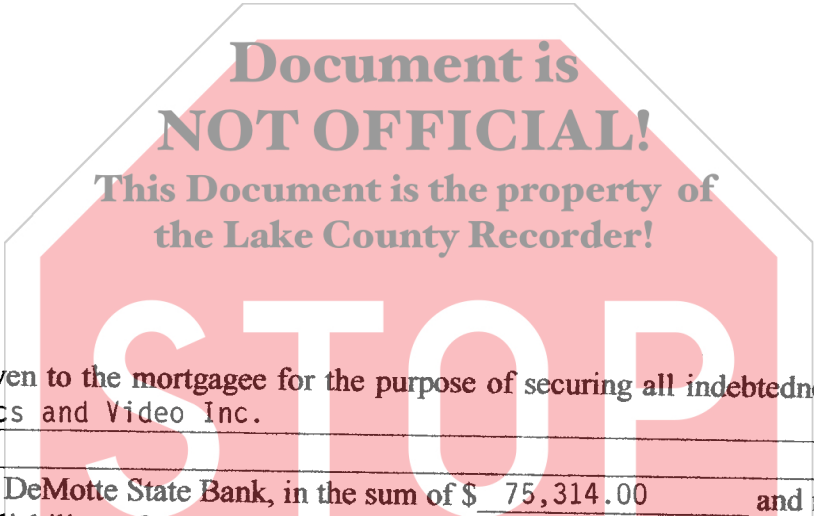 Document is
NOT OFFICIAL!
This Document is the property of
the Lake County Recorder!
STOP
to the mortgagee for the purpose of securing all
and Video Inc.
DeMotte State Bank, in the sum of $ 75,314.00 and